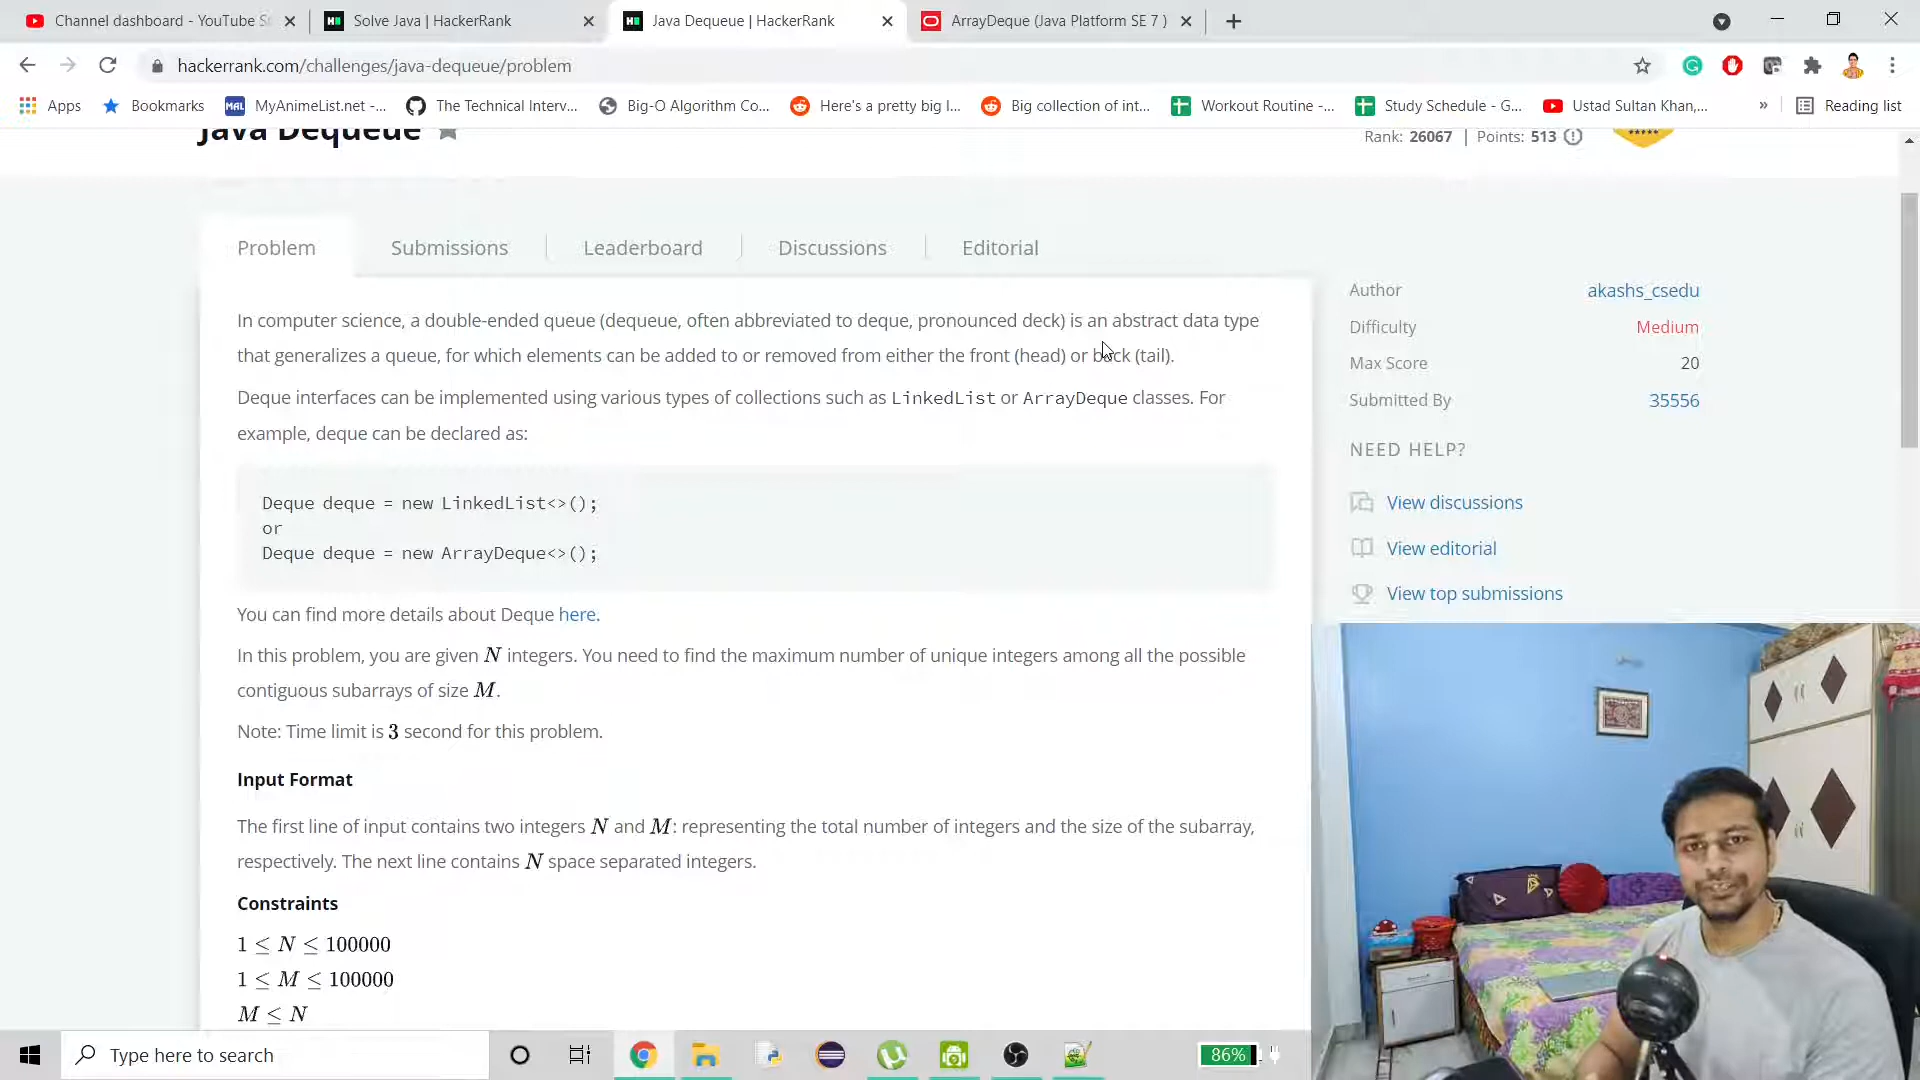 Channel dashboard - YouTube S
Solve Java | HackerRank
Java Dequeue | HackerRank
ArrayDeque (Java Platform SE 7 )
hackerrank.com/challenges/java-dequeue/problem
Apps
Bookmarks
MAL MyAnimeList.net -...
The Technical Interv...
Big-O Algorithm Co...
Here's a pretty big l...
Big collection of int...
Workout Routine -...
Study Schedule - G...
Ustad Sultan Khan,...
»
Reading list
Java Dequeue
Rank: 26067 | Points: 513
Problem
Submissions
Leaderboard
Discussions
Editorial
In computer science, a double-ended queue (dequeue, often abbreviated to deque, pronounced deck) is an abstract data type
that generalizes a queue, for which elements can be added to or removed from either the front (head) or back (tail).
Deque interfaces can be implemented using various types of collections such as LinkedList or ArrayDeque classes. For
example, deque can be declared as:
Deque deque = new LinkedList<>();
or
Deque deque = new ArrayDeque<>();
You can find more details about Deque here.
In this problem, you are given N integers. You need to find the maximum number of unique integers among all the possible
contiguous subarrays of size M.
Note: Time limit is 3 second for this problem.
Input Format
The first line of input contains two integers N and M: representing the total number of integers and the size of the subarray,
respectively. The next line contains N space separated integers.
Constraints
1 ≤ N ≤ 100000
1 ≤ M ≤ 100000
M ≤ N
Author akashs_csedu
Difficulty Medium
Max Score 20
Submitted By 35556
NEED HELP?
View discussions
View editorial
View top submissions
Type here to search
86%